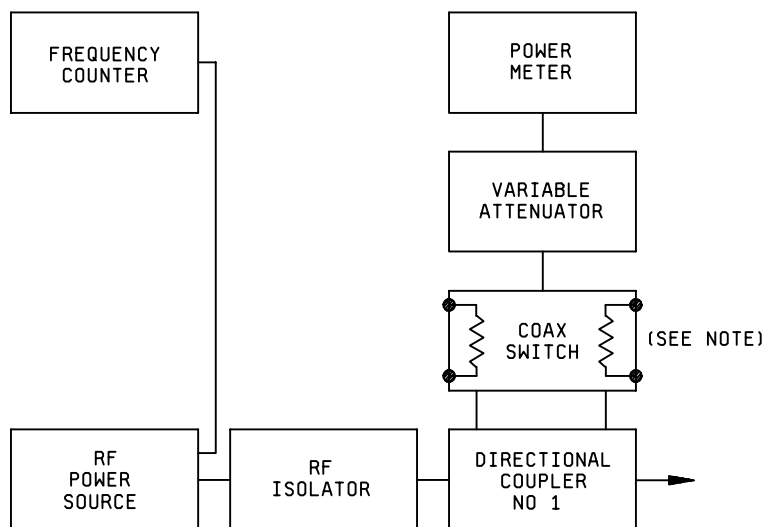 FREQUENCY
COUNTER
POWER
METER
VARIABLE
ATTENUATOR
COAX
SWITCH
(SEE NOTE)
RF
POWER
SOURCE
RF
ISOLATOR
DIRECTIONAL
COUPLER
NO 1